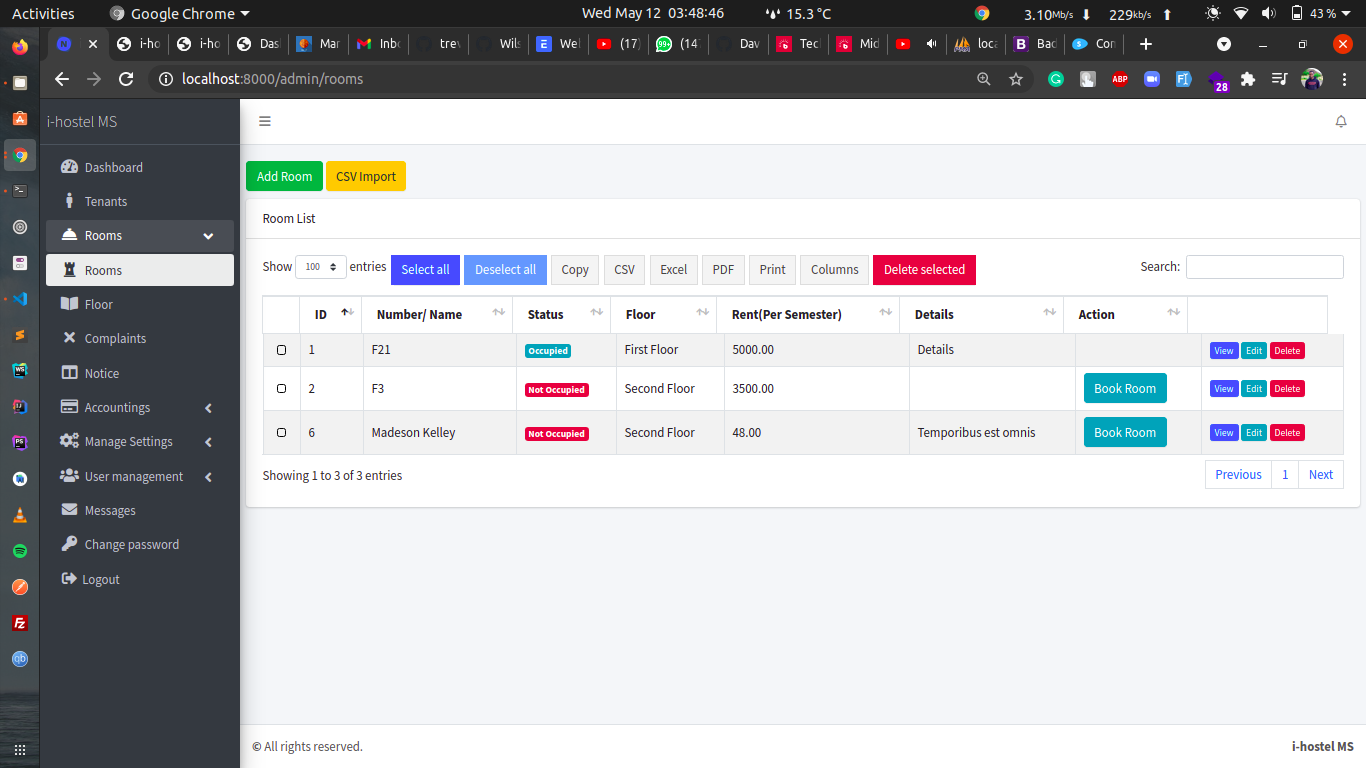 Activities Google Chrome Wed May 12 03:48:46 15.3 °C 3.10Mb/s 229kb/s 43 %
N i-ho i-ho Das Mar Inbo trev Wils E Wel (17) 99+ (14 Dav Tec Mid loca B Bad Con
localhost:8000/admin/rooms ABP 28
i-hostel MS
Dashboard
Tenants
Rooms
Rooms
Floor
Complaints
Notice
Accountings
Manage Settings
User management
Messages
Change password
Logout
Add Room CSV Import
Room List
Show 100 entries Select all Deselect all Copy CSV Excel PDF Print Columns Delete selected Search:
ID Number/ Name Status Floor Rent(Per Semester) Details Action
1 F21 Occupied First Floor 5000.00 Details View Edit Delete
2 F3 Not Occupied Second Floor 3500.00 Book Room View Edit Delete
6 Madeson Kelley Not Occupied Second Floor 48.00 Temporibus est omnis Book Room View Edit Delete
Showing 1 to 3 of 3 entries Previous 1 Next
© All rights reserved. i-hostel MS